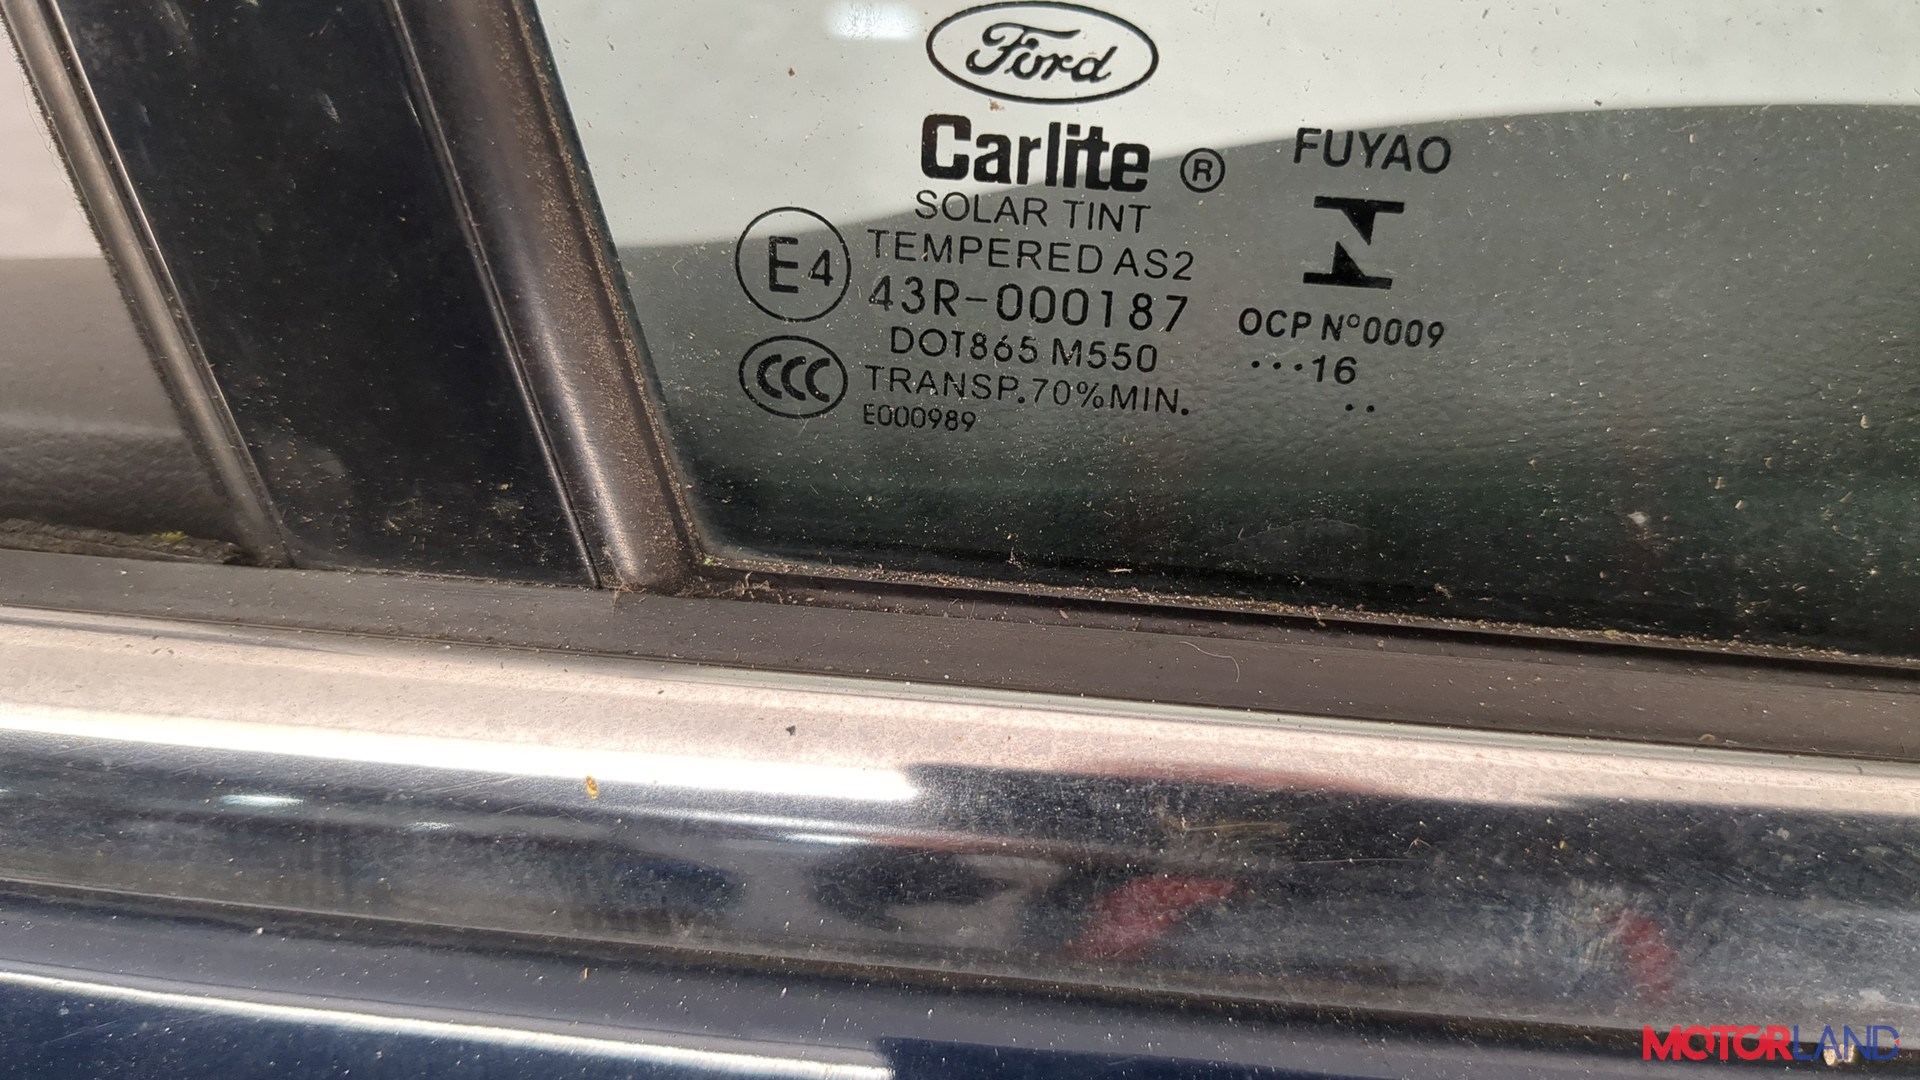 Ford
Carlite ®
SOLAR TINT
TEMPERED AS2
E4
43R-000187
DOT865 M550
CCC
TRANSP.70%MIN.
E000989
FUYAO
OCP Nº0009
...16
..
MOTORLAND